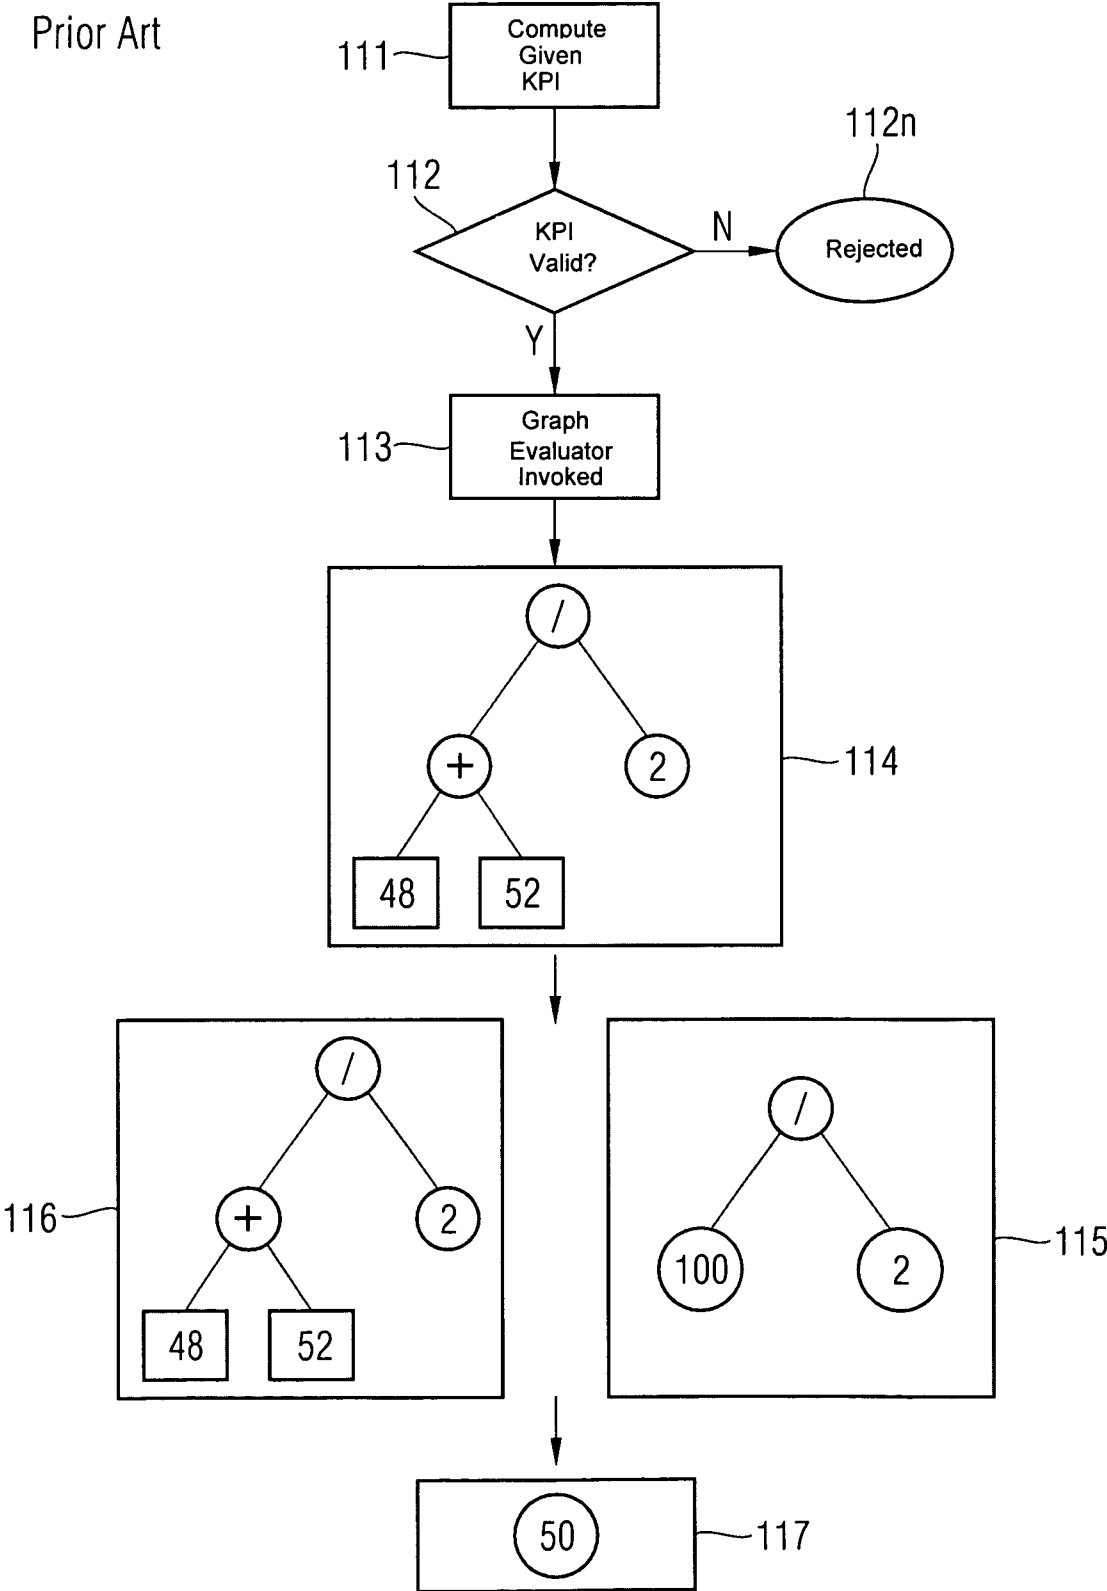 Prior Art
111
Compute
Given
KPI
112
112n
KPI
Valid?
N
Rejected
Y
113
Graph
Evaluator
Invoked
/
+
2
114
48
52
/
/
116
+
2
100
2
115
48
52
50
117